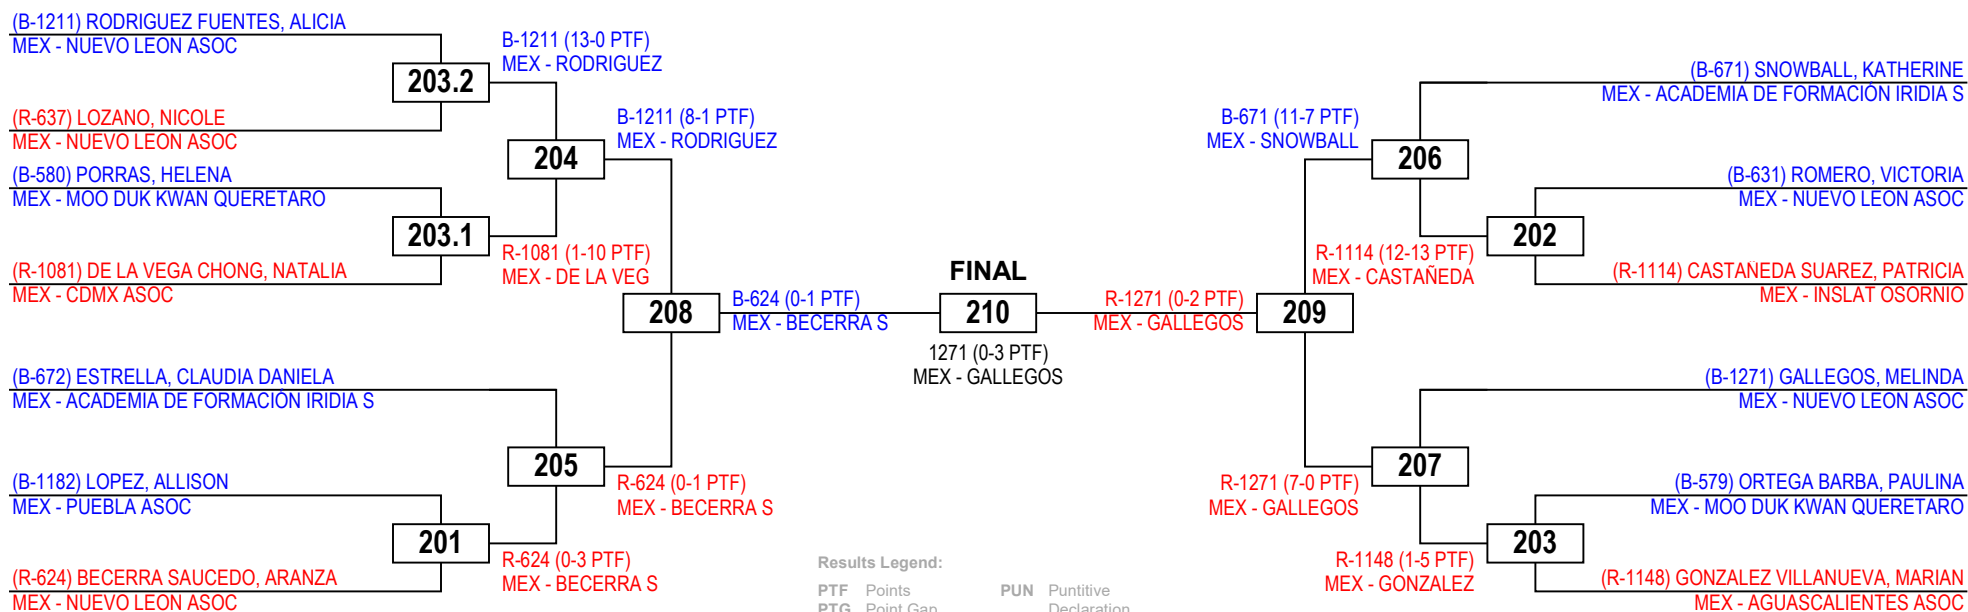 (B-1211) RODRIGUEZ FUENTES, ALICIA
MEX - NUEVO LEON ASOC
203.2
(R-637) LOZANO, NICOLE
MEX - NUEVO LEON ASOC
B-1211 (13-0 PTF)
MEX - RODRIGUEZ
(B-580) PORRAS, HELENA
MEX - MOO DUK KWAN QUERETARO
203.1
(R-1081) DE LA VEGA CHONG, NATALIA
MEX - CDMX ASOC
R-1081 (1-10 PTF)
MEX - DE LA VEG
204
B-1211 (8-1 PTF)
MEX - RODRIGUEZ
(B-672) ESTRELLA, CLAUDIA DANIELA
MEX - ACADEMIA DE FORMACIÓN IRIDIA S
(B-1182) LOPEZ, ALLISON
MEX - PUEBLA ASOC
201
(R-624) BECERRA SAUCEDO, ARANZA
MEX - NUEVO LEON ASOC
R-624 (0-3 PTF)
MEX - BECERRA S
205
R-624 (0-1 PTF)
MEX - BECERRA S
208
B-624 (0-1 PTF)
MEX - BECERRA S
FINAL
210
1271 (0-3 PTF)
MEX - GALLEGOS
R-1271 (0-2 PTF)
MEX - GALLEGOS
209
B-671 (11-7 PTF)
MEX - SNOWBALL
206
(B-671) SNOWBALL, KATHERINE
MEX - ACADEMIA DE FORMACIÓN IRIDIA S
(B-631) ROMERO, VICTORIA
MEX - NUEVO LEON ASOC
202
R-1114 (12-13 PTF)
MEX - CASTAÑEDA
(R-1114) CASTAÑEDA SUAREZ, PATRICIA
MEX - INSLAT OSORNIO
(B-1271) GALLEGOS, MELINDA
MEX - NUEVO LEON ASOC
207
R-1271 (7-0 PTF)
MEX - GALLEGOS
(B-579) ORTEGA BARBA, PAULINA
MEX - MOO DUK KWAN QUERETARO
203
R-1148 (1-5 PTF)
MEX - GONZALEZ
(R-1148) GONZALEZ VILLANUEVA, MARIAN
MEX - AGUASCALIENTES ASOC
Results Legend:
PTF Points PUN Puntitive
PTG Point Gap Declaration